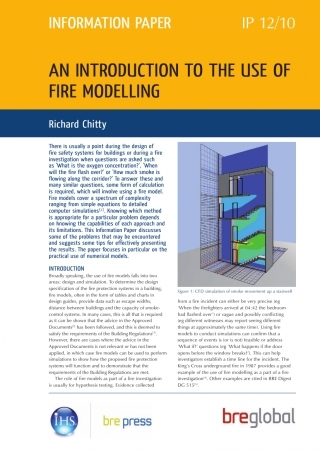 INFORMATION PAPER
IP 12/10
AN INTRODUCTION TO THE USE OF
FIRE MODELLING
Richard Chitty
There is usually a point during the design of
fire safety systems for buildings or during a fire
investigation when questions are asked such
as 'What is the oxygen concentration?', 'When
will the fire flash over?' or 'How much smoke is
flowing along the corridor?' To answer these and
many similar questions, some form of calculation
is required, which will involve using a fire model.
Fire models cover a spectrum of complexity
ranging from simple equations to detailed
computer simulations[1]. Knowing which method
is appropriate for a particular problem depends
on knowing the capabilities of each approach and
its limitations. This Information Paper discusses
some of the problems that may be encountered
and suggests some tips for effectively presenting
the results. The paper focuses in particular on the
practical use of numerical models.
INTRODUCTION
Broadly speaking, the use of fire models falls into two
areas: design and simulation. To determine the design
specification of the fire protection systems in a building,
fire models, often in the form of tables and charts in
design guides, provide data such as escape widths,
distance between buildings and the capacity of smoke-
control systems. In many cases, this is all that is required
as it can be shown that the advice in the Approved
Documents has been followed, and this is deemed to
satisfy the requirements of the Building Regulations.
However, there are cases where the advice in the
Approved Documents is not relevant or has not been
applied, in which case fire models can be used to perform
simulations to show how the proposed fire protection
systems will function and to demonstrate that the
requirements of the Building Regulations are met.
The role of fire models as part of a fire investigation
is usually for hypothesis testing. Evidence collected
Figure 1: CFD simulation of smoke movement up a stairwell
from a fire incident can either be very precise (eg
'When the firefighters arrived at 04:42 the bedroom
had flashed over') or vague and possibly conflicting
(eg different witnesses may report seeing different
things at approximately the same time). Using fire
models to conduct simulations can confirm that a
sequence of events is (or is not) feasible or address
'What if?' questions (eg 'What happens if the door
opens before the window breaks?'). This can help
investigators establish a time line for the incident. The
King's Cross underground fire in 1987 provides a good
example of the use of fire modelling as a part of a fire
investigation. Other examples are cited in BRE Digest
DG 511.
IHS
bre press
breglobal